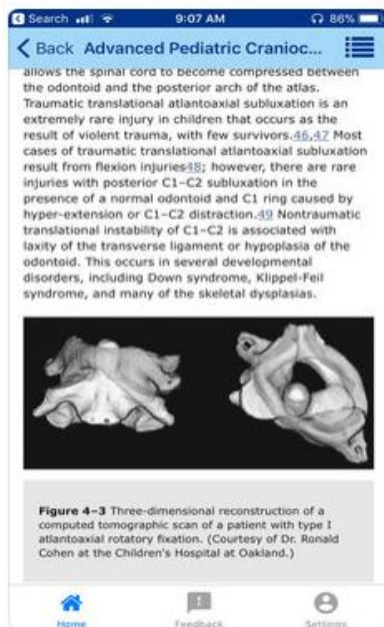 Search 9:07 AM 86%
Back Advanced Pediatric Cranioc...
allows the spinal cord to become compressed between
the odontoid and the posterior arch of the atlas.
Traumatic translational atlantoaxial subluxation is an
extremely rare injury in children that occurs as the
result of violent trauma, with few survivors.46,47 Most
cases of traumatic translational atlantoaxial subluxation
result from flexion injuries48; however, there are rare
injuries with posterior C1–C2 subluxation in the
presence of a normal odontoid and C1 ring caused by
hyper-extension or C1–C2 distraction.49 Nontraumatic
translational instability of C1–C2 is associated with
laxity of the transverse ligament or hypoplasia of the
odontoid. This occurs in several developmental
disorders, including Down syndrome, Klippel-Feil
syndrome, and many of the skeletal dysplasias.
Figure 4–3 Three-dimensional reconstruction of a
computed tomographic scan of a patient with type I
atlantoaxial rotatory fixation. (Courtesy of Dr. Ronald
Cohen at the Children's Hospital at Oakland.)
Home Feedback Settings